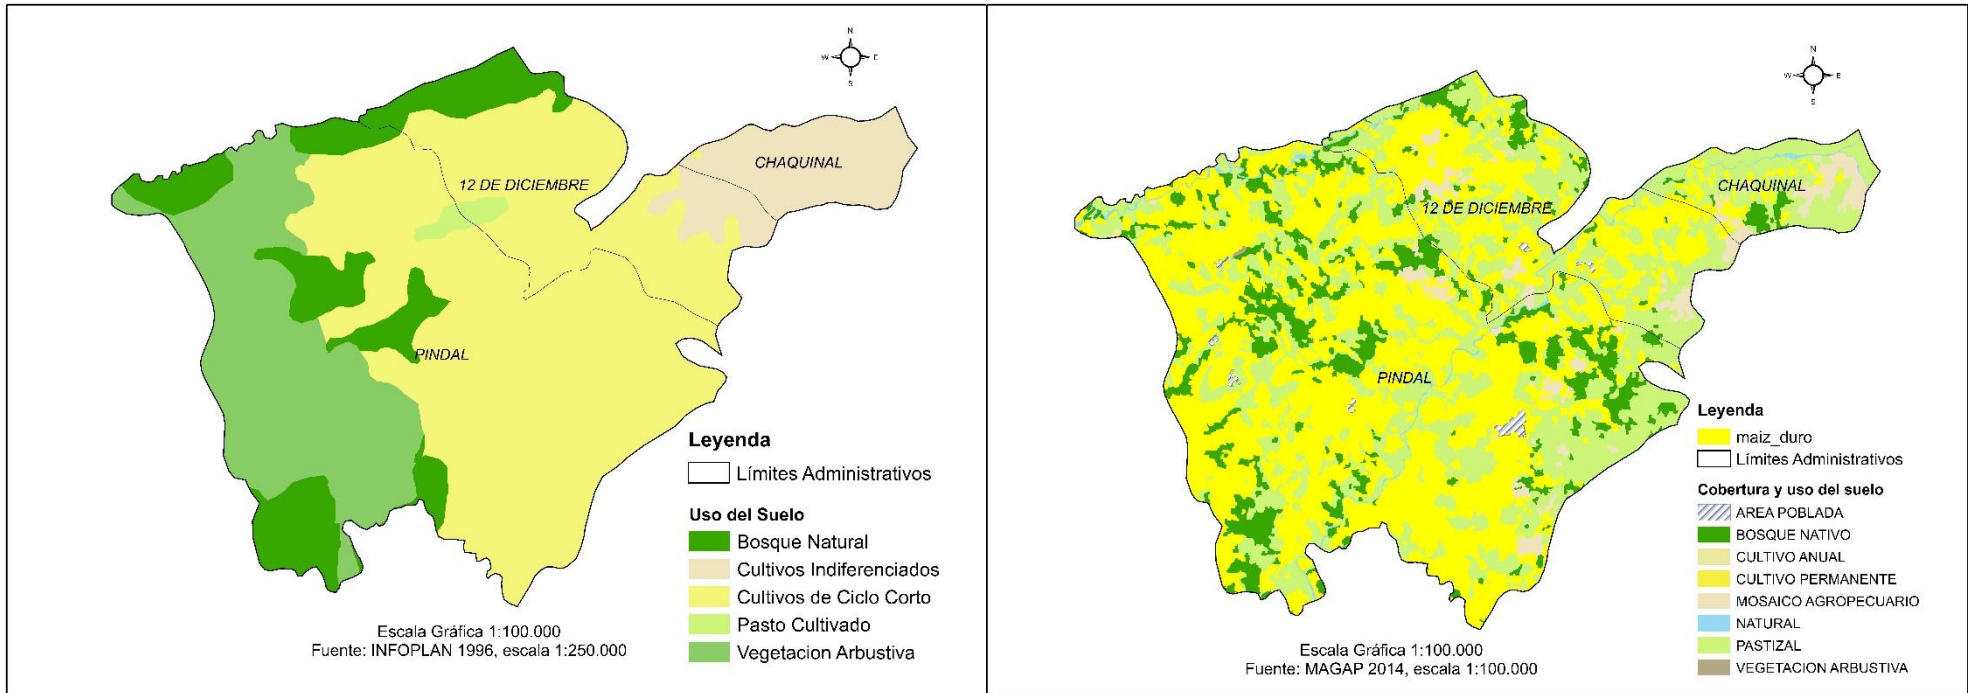 N
W
E
S
CHAQUINAL
12 DE DICIEMBRE
PINDAL
Leyenda
Límites Administrativos
Uso del Suelo
Bosque Natural
Cultivos Indiferenciados
Cultivos de Ciclo Corto
Pasto Cultivado
Vegetacion Arbustiva
Escala Gráfica 1:100.000
Fuente: INFOPLAN 1996, escala 1:250.000
N
W
E
S
CHAQUINAL
12 DE DICIEMBRE
PINDAL
Leyenda
maiz_duro
Límites Administrativos
Cobertura y uso del suelo
AREA POBLADA
BOSQUE NATIVO
CULTIVO ANUAL
CULTIVO PERMANENTE
MOSAICO AGROPECUARIO
NATURAL
PASTIZAL
VEGETACION ARBUSTIVA
Escala Gráfica 1:100.000
Fuente: MAGAP 2014, escala 1:100.000